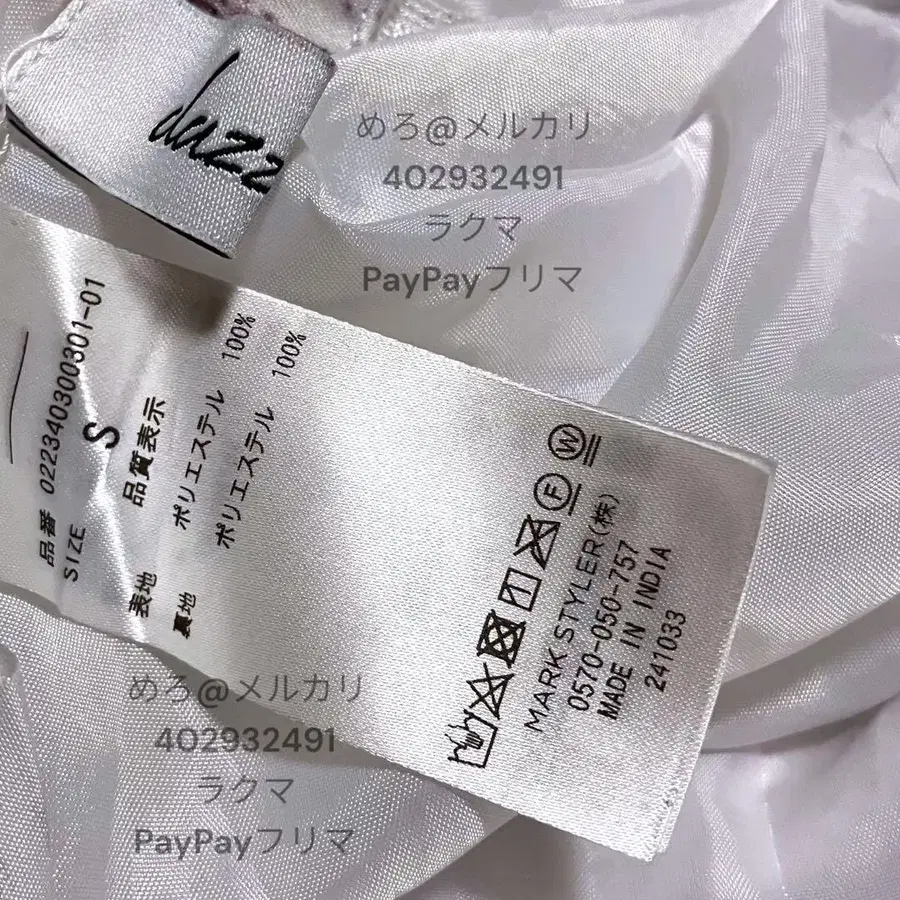 dazz
めろ@メルカリ
402932491
ラクマ
PayPayフリマ
品番 022340300301-01
SIZE S
品質表示
表地 ポリエステル 100%
裏地 ポリエステル 100%
W
F
MARK STYLER(株)
0570-050-757
MADE IN INDIA
241033
めろ@メルカリ
402932491
ラクマ
PayPayフリマ